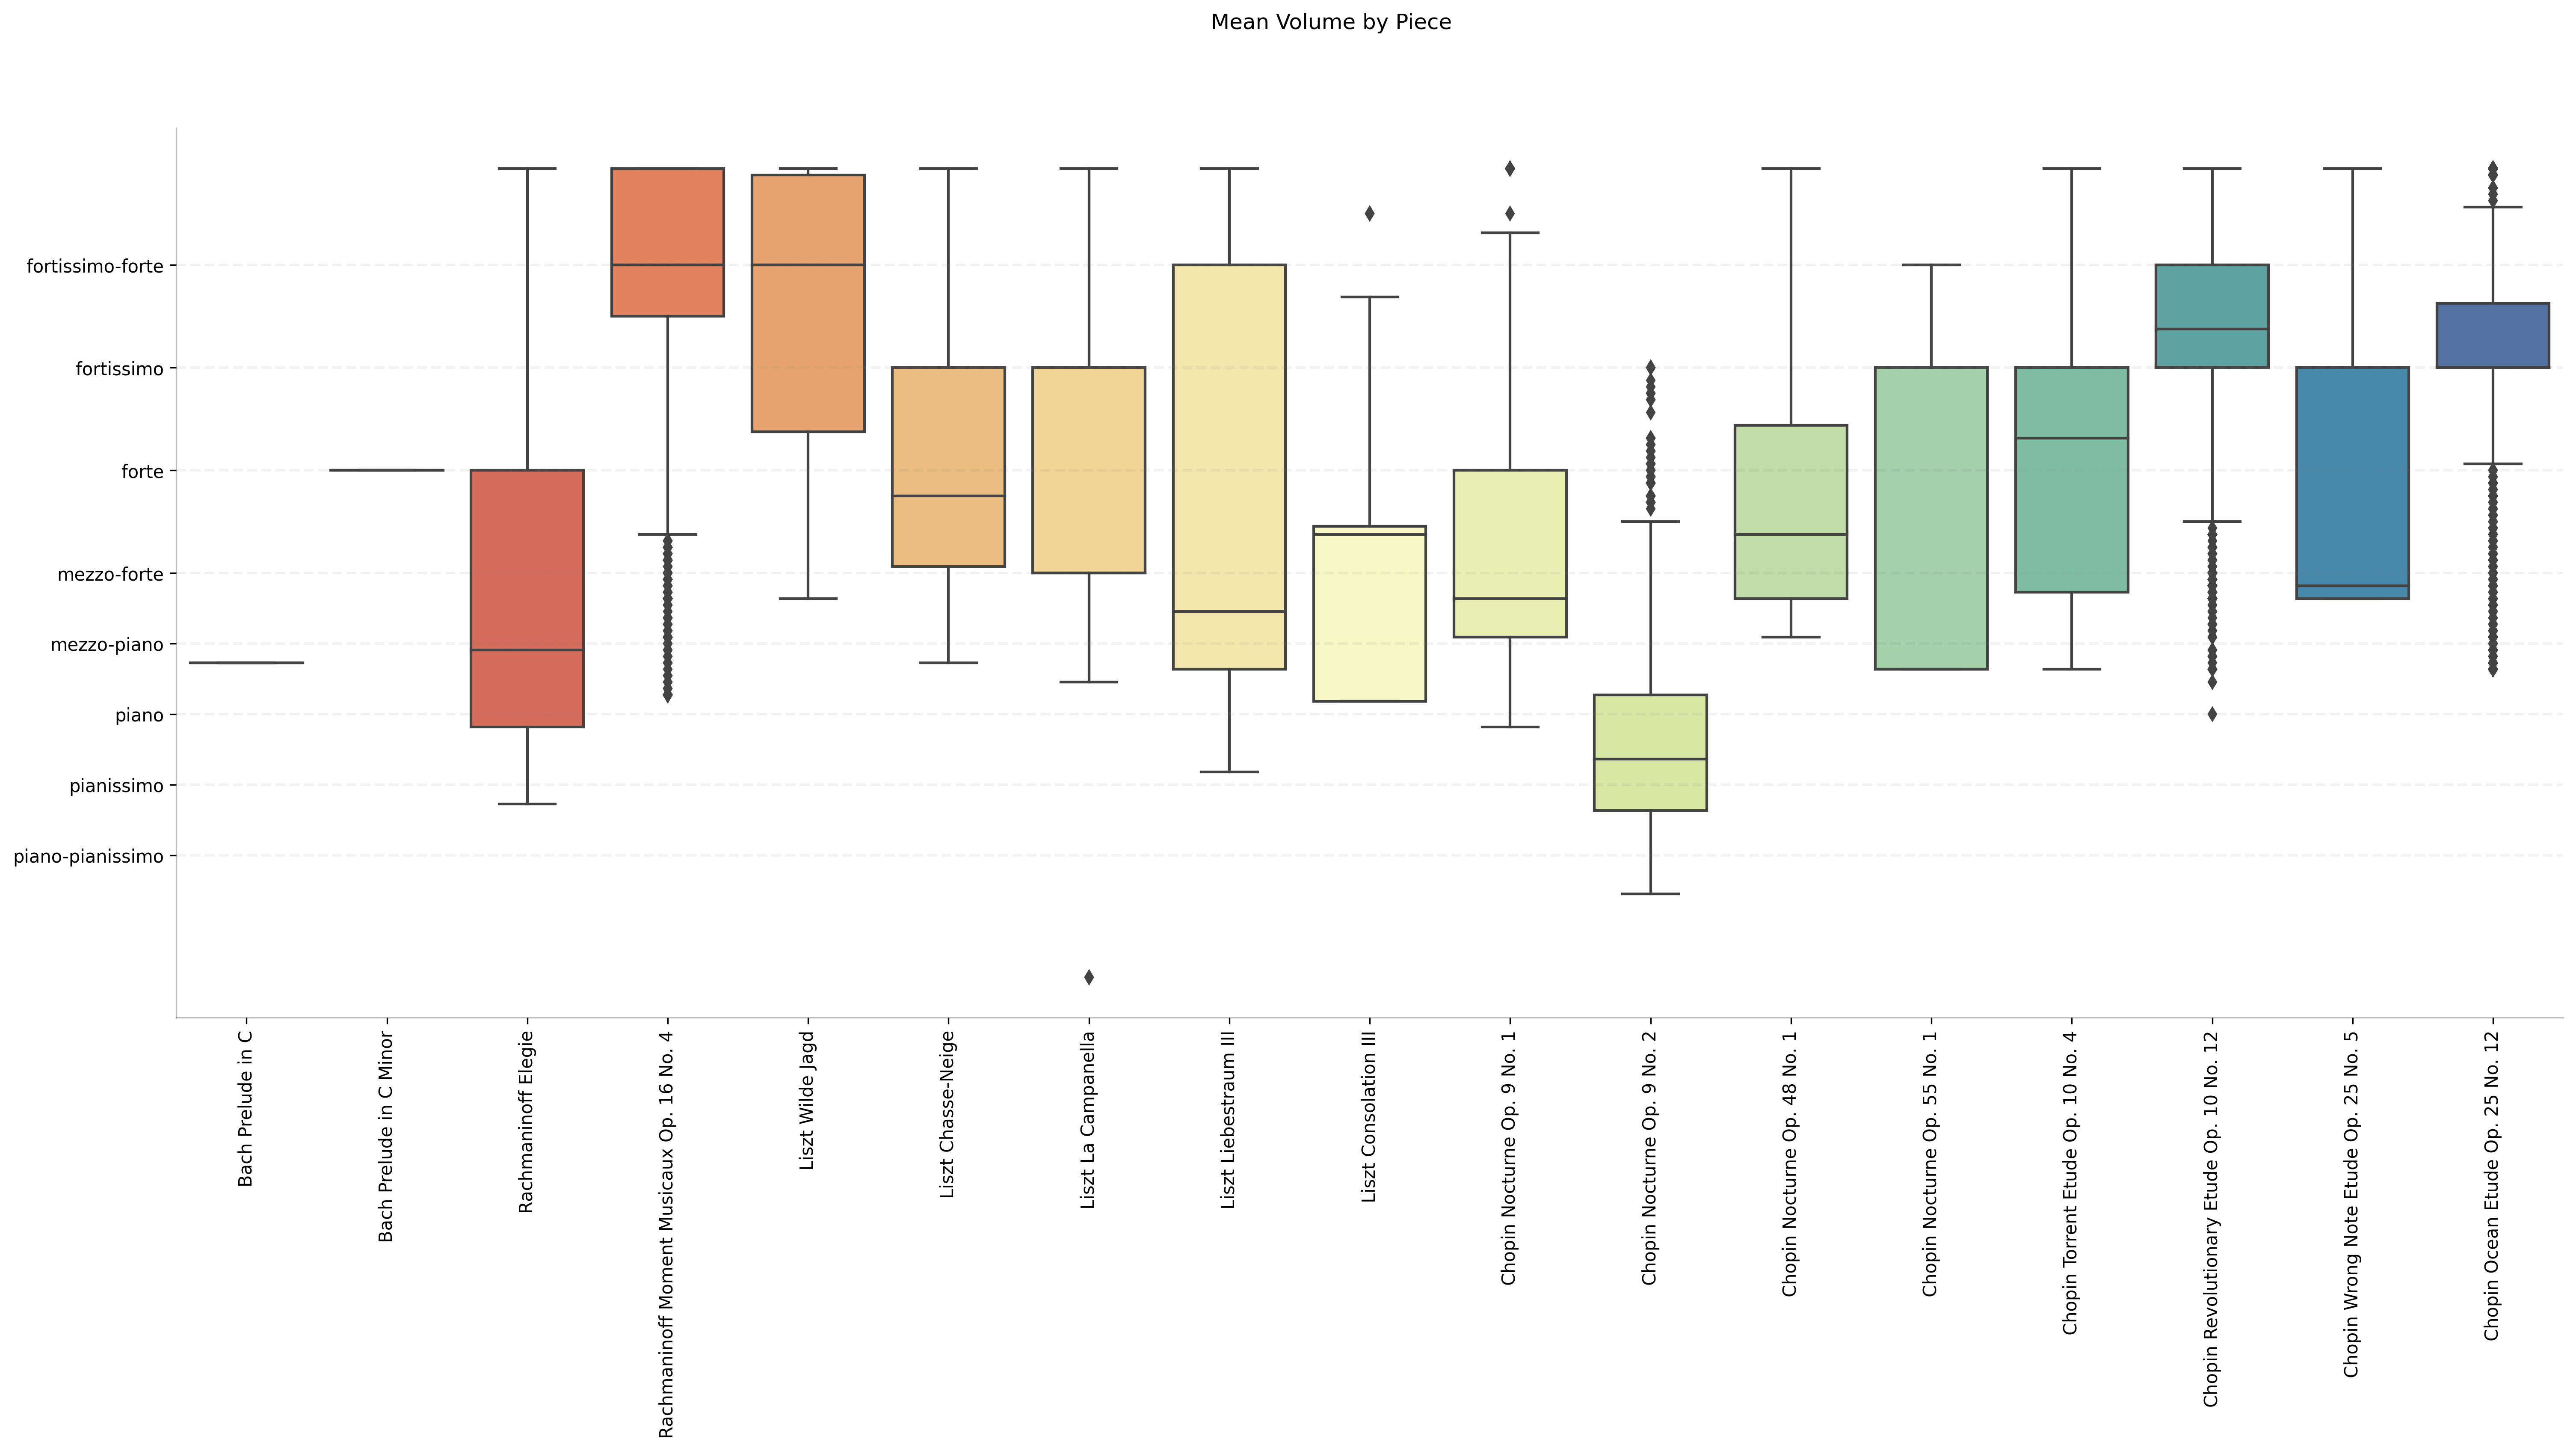 Mean Volume by Piece
fortissimo-forte
fortissimo
forte
mezzo-forte
mezzo-piano
piano
pianissimo
piano-pianissimo
Bach Prelude in C
Bach Prelude in C Minor
Rachmaninoff Elegie
Rachmaninoff Moment Musicaux Op. 16 No. 4
Liszt Wilde Jagd
Liszt Chasse-Neige
Liszt La Campanella
Liszt Liebestraum III
Liszt Consolation III
Chopin Nocturne Op. 9 No. 1
Chopin Nocturne Op. 9 No. 2
Chopin Nocturne Op. 48 No. 1
Chopin Nocturne Op. 55 No. 1
Chopin Torrent Etude Op. 10 No. 4
Chopin Revolutionary Etude Op. 10 No. 12
Chopin Wrong Note Etude Op. 25 No. 5
Chopin Ocean Etude Op. 25 No. 12